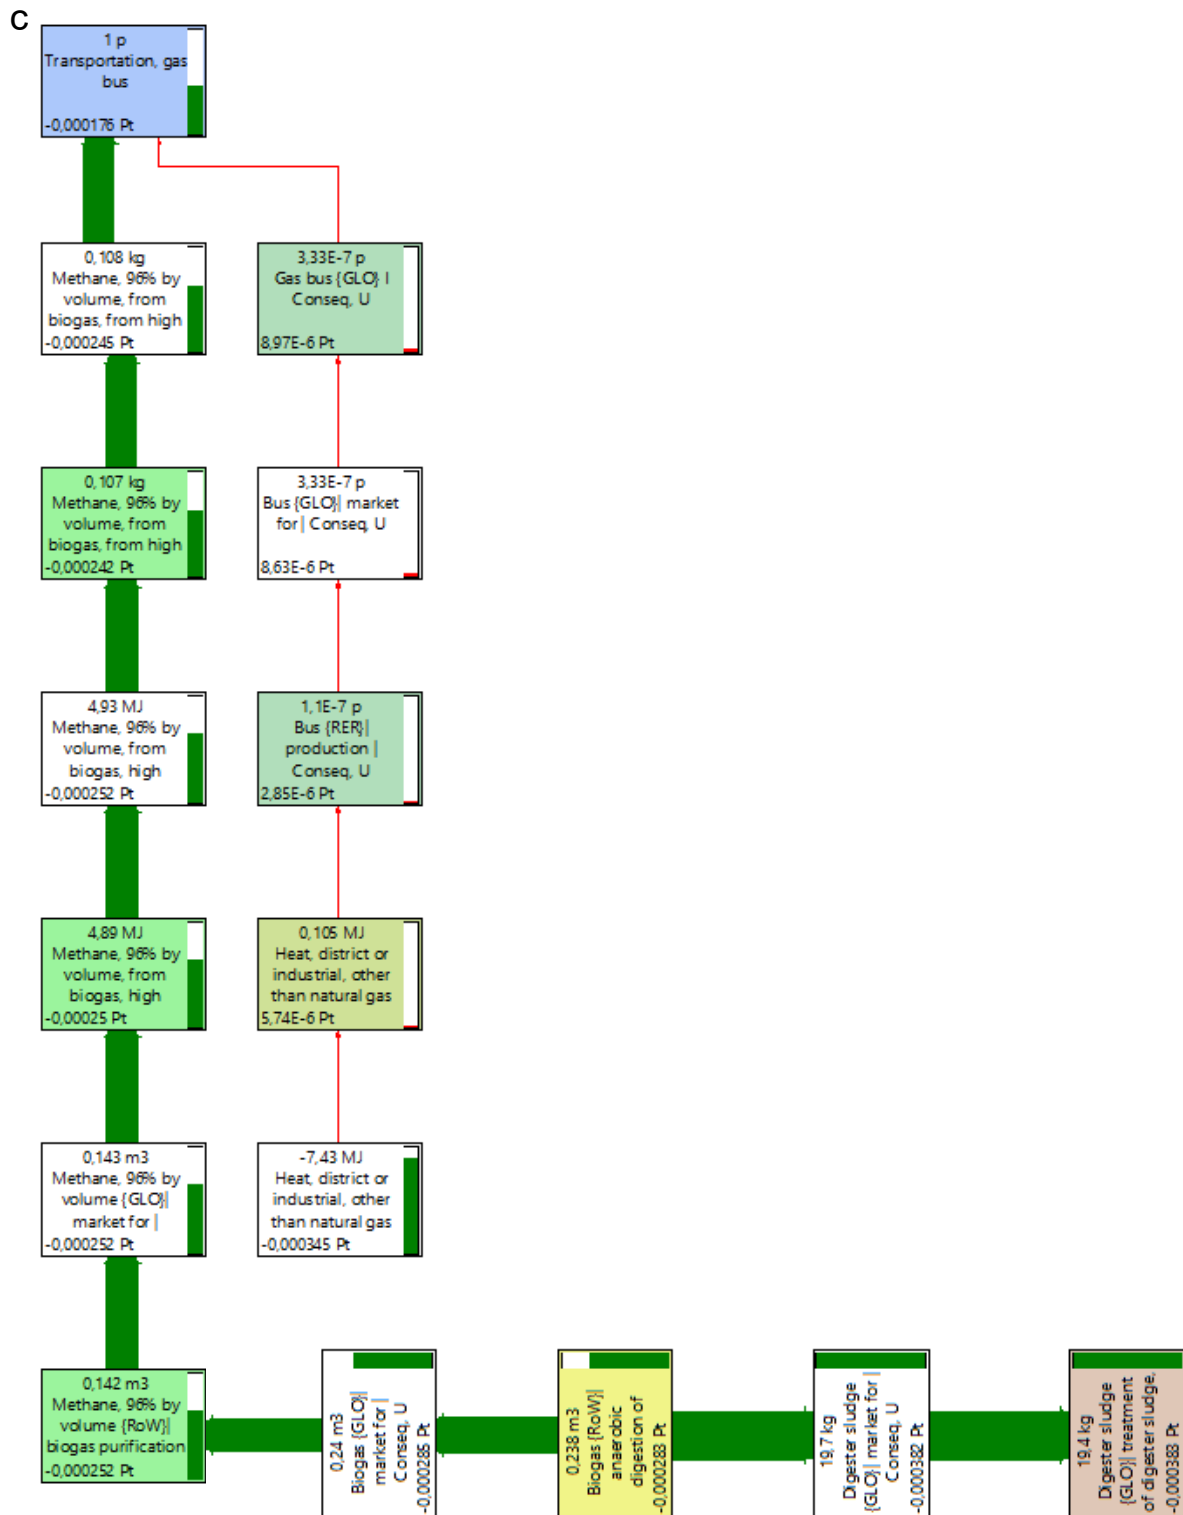 c
1 p
Transportation, gas
bus
-0,000176 Pt
0,108 kg
Methane, 96% by
volume, from
biogas, from high
-0,000245 Pt
3,33E-7 p
Gas bus {GLO} I
Conseq, U
8,97E-6 Pt
0,107 kg
Methane, 96% by
volume, from
biogas, from high
-0,000242 Pt
3,33E-7 p
Bus {GLO}| market
for | Conseq, U
8,63E-6 Pt
4,93 MJ
Methane, 96% by
volume, from
biogas, high
-0,000252 Pt
1,1E-7 p
Bus {RER}|
production |
Conseq, U
2,85E-6 Pt
4,89 MJ
Methane, 96% by
volume, from
biogas, high
-0,00025 Pt
0,105 MJ
Heat, district or
industrial, other
than natural gas
5,74E-6 Pt
0,143 m3
Methane, 96% by
volume {GLO}|
market for |
-0,000252 Pt
-7,43 MJ
Heat, district or
industrial, other
than natural gas
-0,000345 Pt
0,142 m3
Methane, 96% by
volume {RoW}|
biogas purification
-0,000252 Pt
0,24 m3
Biogas {GLO}|
market for |
Conseq, U
-0,000285 Pt
0,238 m3
Biogas {RoW}|
anaerobic
digestion of
-0,000283 Pt
19,7 kg
Digester sludge
{GLO}| market for |
Conseq, U
-0,000382 Pt
19,4 kg
Digester sludge
{GLO}| treatment
of digester sludge,
-0,000383 Pt